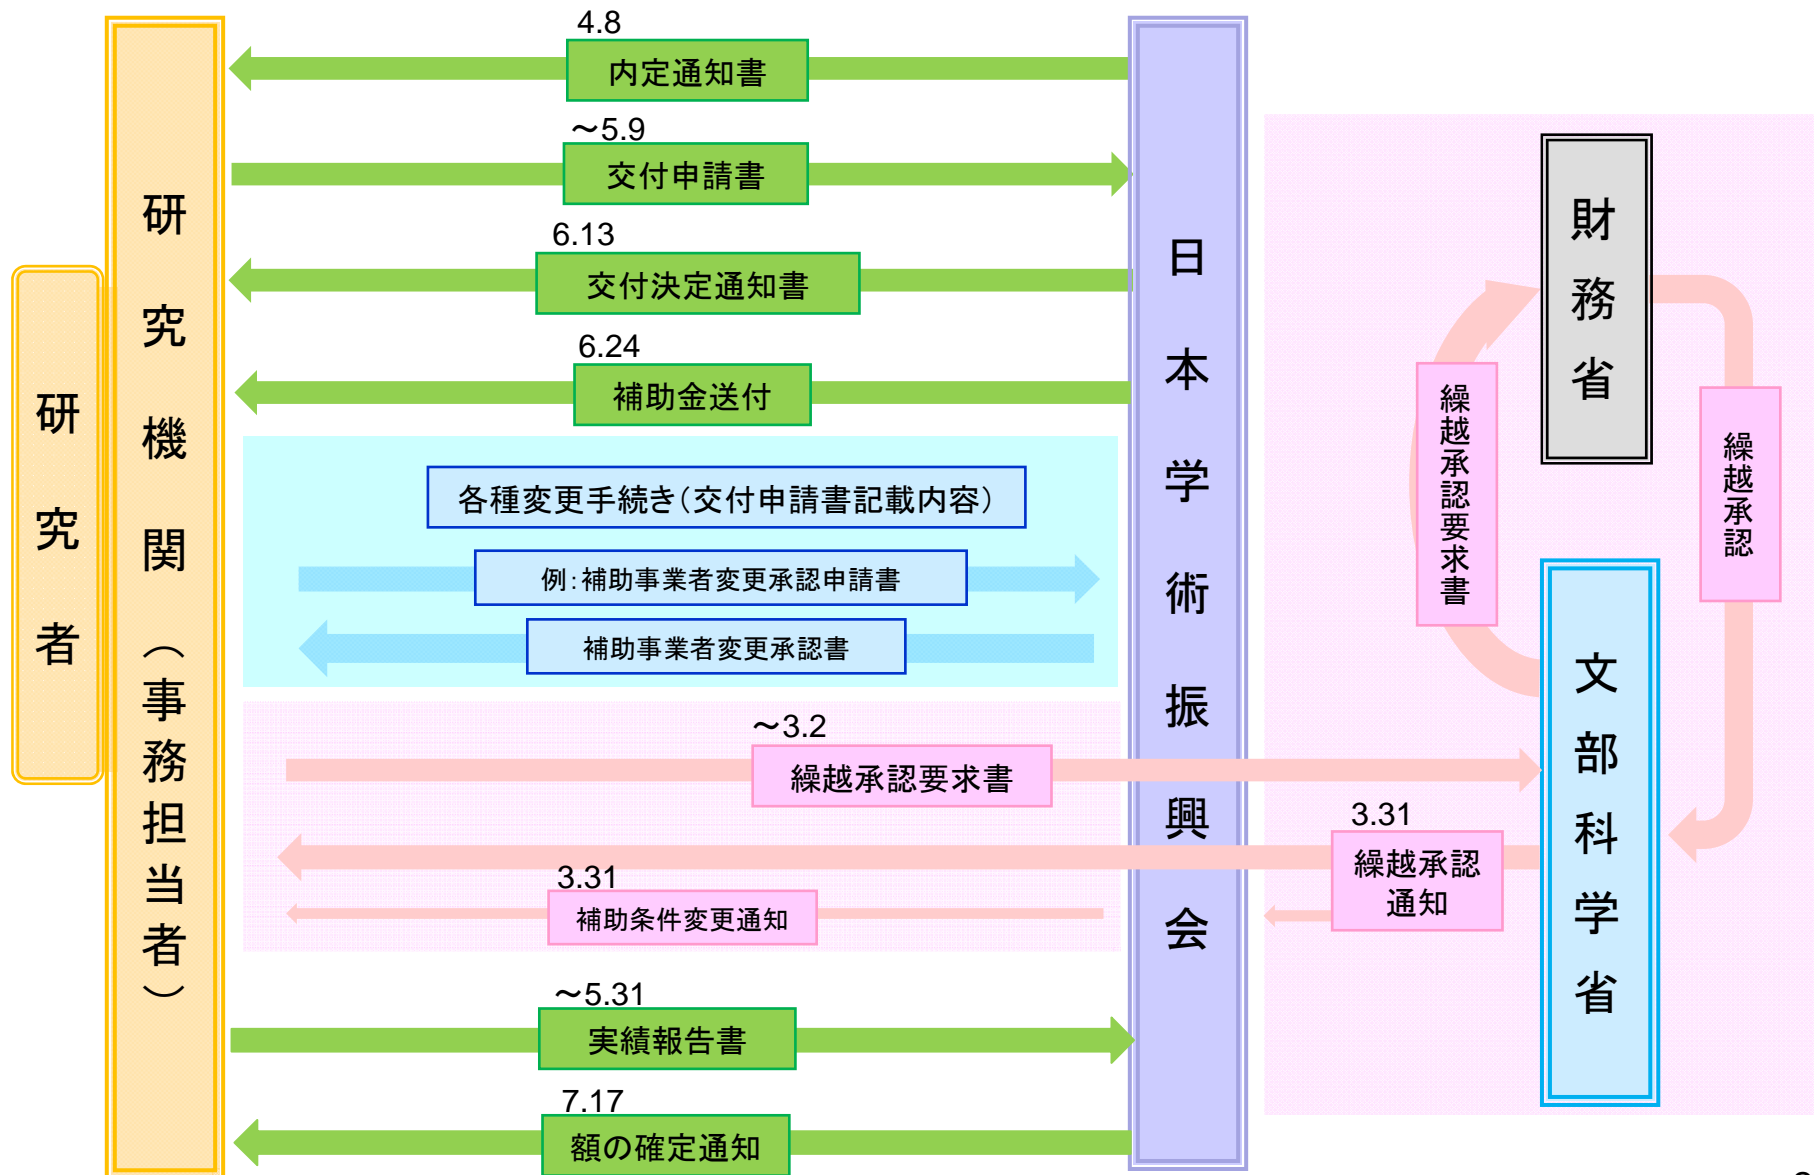 研究者
研究機関（事務担当者）
4.8
内定通知書
～5.9
交付申請書
6.13
交付決定通知書
6.24
補助金送付
各種変更手続き（交付申請書記載内容）
例：補助事業者変更承認申請書
補助事業者変更承認書
～3.2
繰越承認要求書
3.31
繰越承認
通知
3.31
補助条件変更通知
～5.31
実績報告書
7.17
額の確定通知
日本学術振興会
財務省
繰越承認要求書
繰越承認
文部科学省